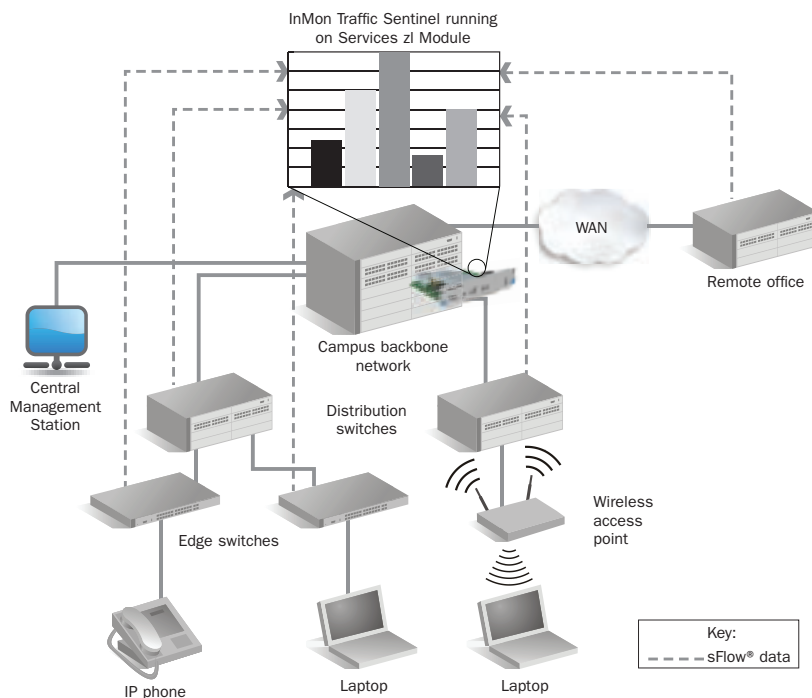 InMon Traffic Sentinel running
on Services zl Module
WAN
Remote office
Campus backbone
network
Central
Management
Station
Distribution
switches
Wireless
access
point
Edge switches
IP phone
Laptop
Laptop
Key:
sFlow® data